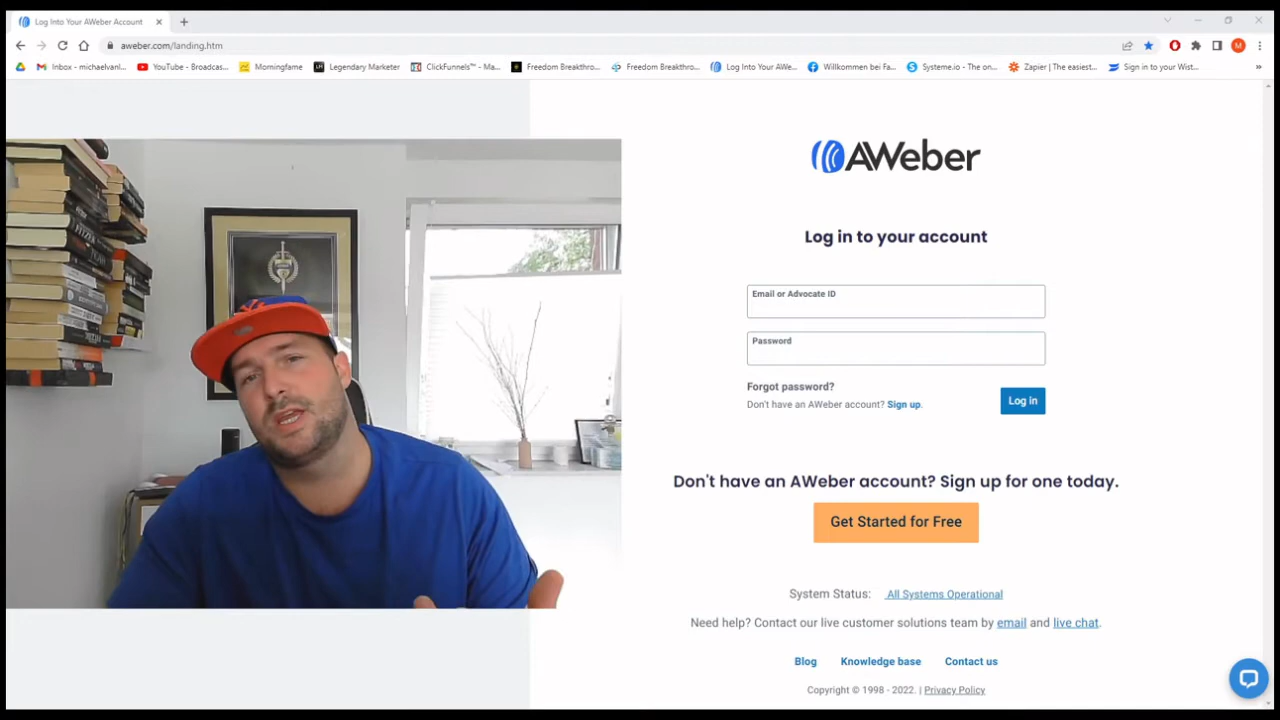 Log Into Your AWeber Account
aweber.com/landing.htm
M
Inbox - michaelvanl...
YouTube - Broadcas...
Morningfame
Legendary Marketer
ClickFunnels™ - Ma...
Freedom Breakthro...
Freedom Breakthro...
Log Into Your AWe...
Willkommen bei Fa...
Systeme.io - The on...
Zapier | The easiest...
Sign in to your Wist...
AWeber
Log in to your account
Email or Advocate ID
Password
Forgot password?
Don't have an AWeber account? Sign up.
Log in
Don't have an AWeber account? Sign up for one today.
Get Started for Free
System Status: All Systems Operational
Need help? Contact our live customer solutions team by email and live chat.
Blog Knowledge base Contact us
Copyright © 1998 - 2022. | Privacy Policy